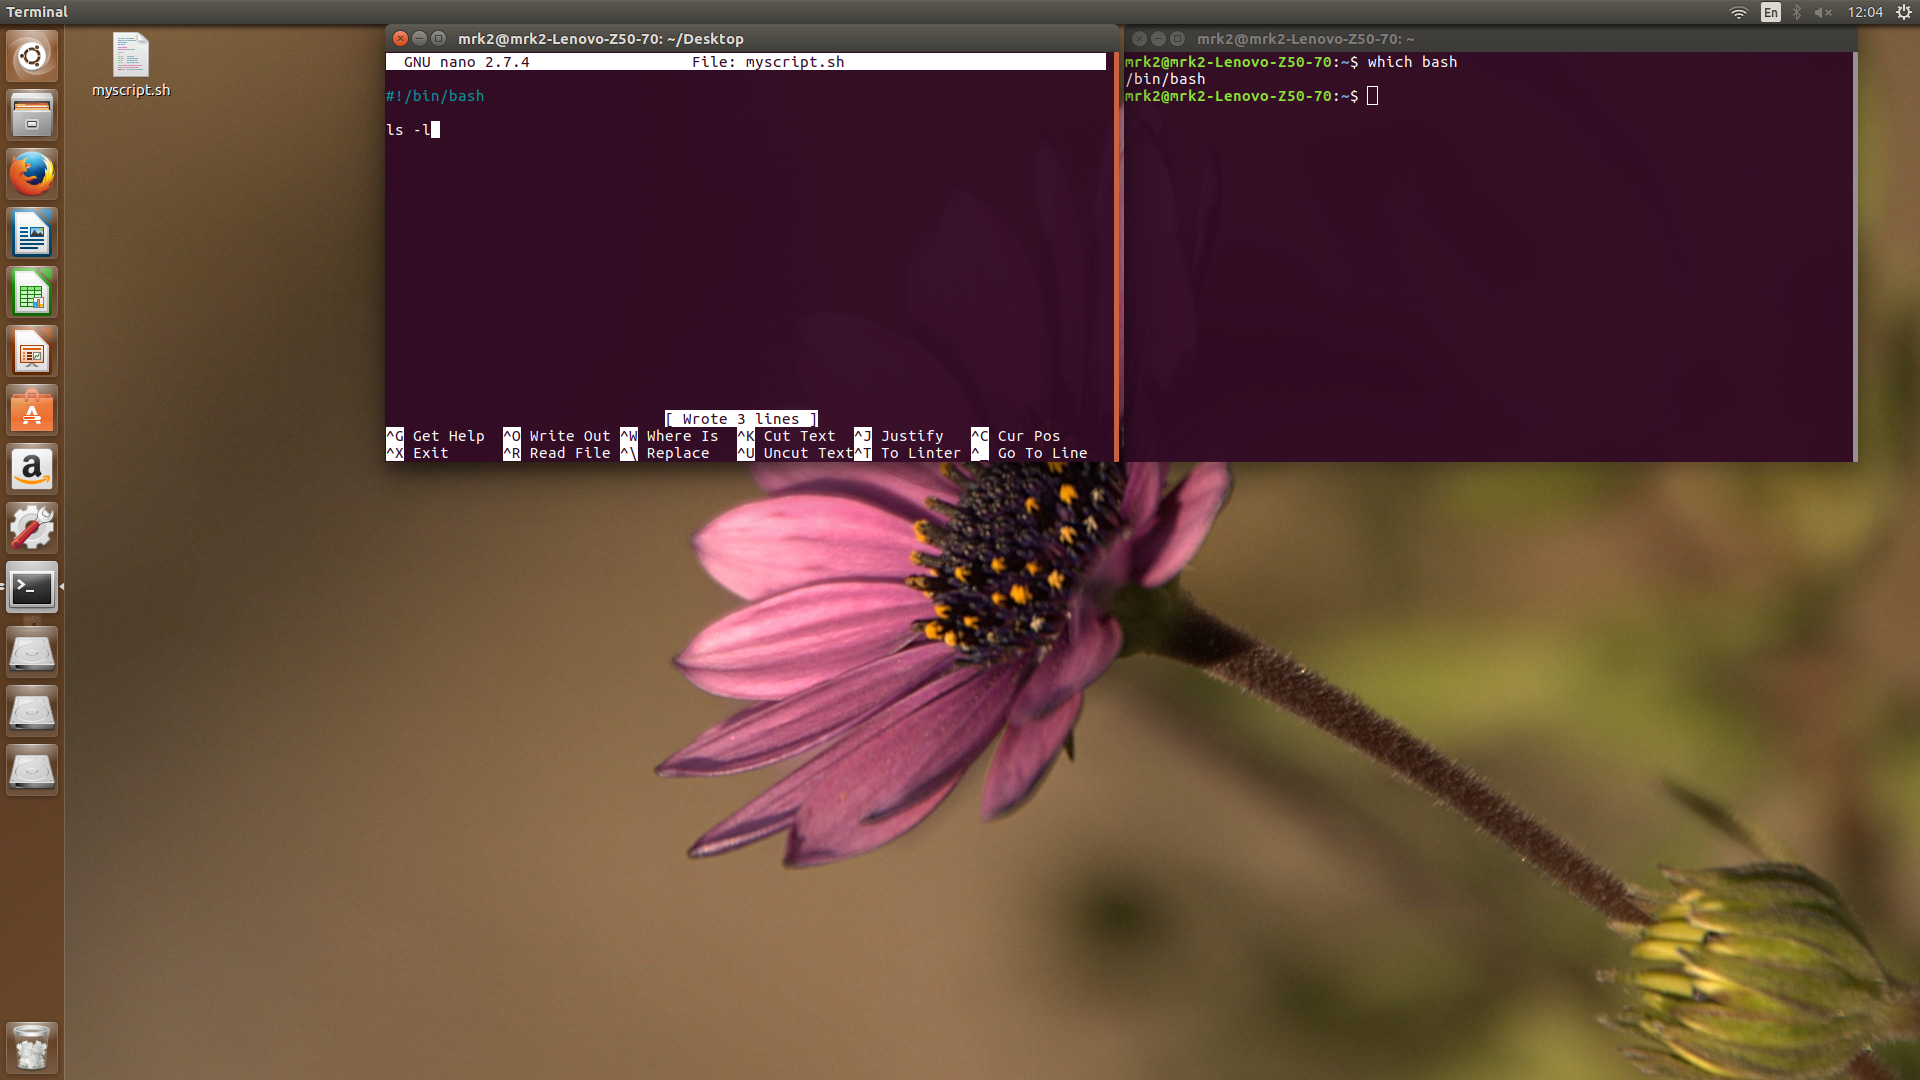 Terminal
En
12:04
myscript.sh
mrk2@mrk2-Lenovo-Z50-70: ~/Desktop
GNU nano 2.7.4 File: myscript.sh
#!/bin/bash
ls -l
[ Wrote 3 lines ]
^G Get Help ^O Write Out ^W Where Is ^K Cut Text ^J Justify ^C Cur Pos
^X Exit ^R Read File ^\ Replace ^U Uncut Text^T To Linter ^_ Go To Line
mrk2@mrk2-Lenovo-Z50-70: ~
mrk2@mrk2-Lenovo-Z50-70:~$ which bash
/bin/bash
mrk2@mrk2-Lenovo-Z50-70:~$